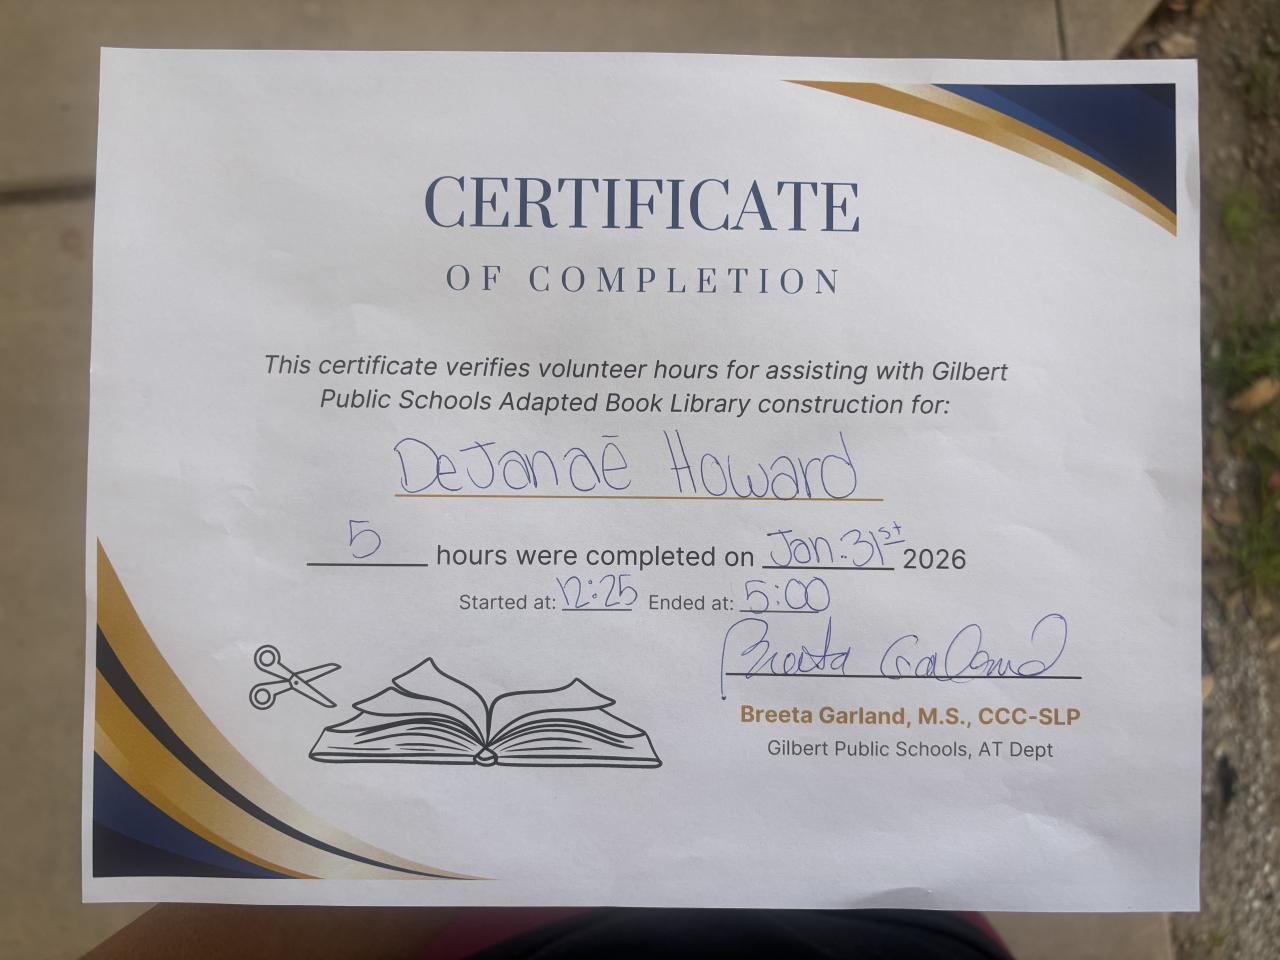 CERTIFICATE
OF COMPLETION
This certificate verifies volunteer hours for assisting with Gilbert
Public Schools Adapted Book Library construction for:
DeJanaē Howard
5 hours were completed on Jan. 31st 2026
Started at: 12:25 Ended at: 5:00
Breeta Garland
Breeta Garland, M.S., CCC-SLP
Gilbert Public Schools, AT Dept